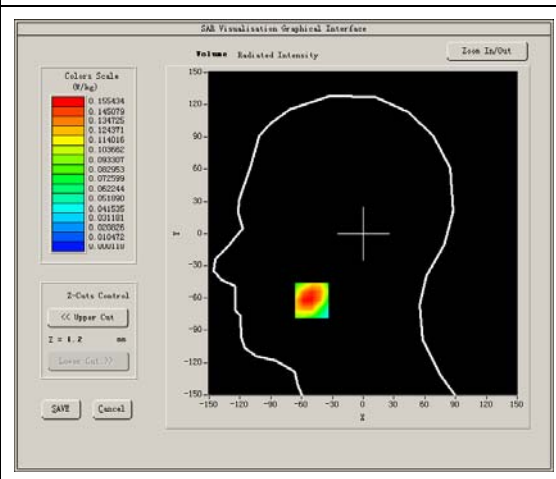 SAR Visualisation Graphical Interface
Volume Radiated Intensity
Zoom In/Out
Colors Scale
(W/kg)
0.155434
0.145079
0.134725
0.124371
0.114016
0.103662
0.093307
0.082953
0.072599
0.062244
0.051890
0.041535
0.031181
0.020826
0.010472
0.000118
150
90
60
30
Y
0
-30
-60
-90
-120
-150
-150
-120
-90
-60
-30
0
30
60
90
120
150
X
Z-Cuts Control
<< Upper Cut
Z = 1.2 mm
Lower Cut >>
SAVE
Cancel